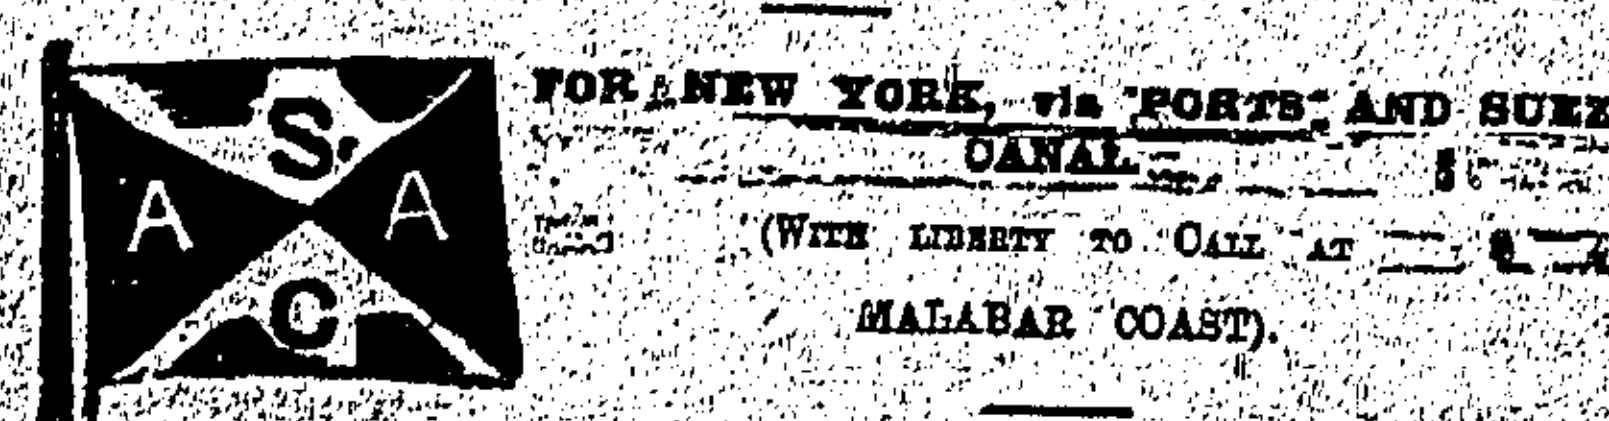 S.
A A
C
FOR NEW YORK, via PORTS AND SUEZ
CANAL
(WITH LIBERTY TO CALL AT
MALABAR COAST).